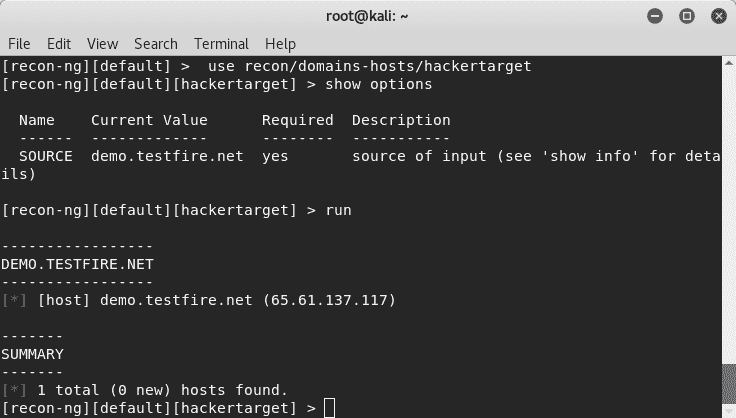 root@kali: ~
File Edit View Search Terminal Help
[recon-ng][default] >  use recon/domains-hosts/hackertarget
[recon-ng][default][hackertarget] > show options
  Name    Current Value      Required  Description
  ------  -------------      --------  -----------
  SOURCE  demo.testfire.net  yes       source of input (see 'show info' for deta
ils)
[recon-ng][default][hackertarget] > run
-----------------
DEMO.TESTFIRE.NET
-----------------
[*] [host] demo.testfire.net (65.61.137.117)
-------
SUMMARY
-------
[*] 1 total (0 new) hosts found.
[recon-ng][default][hackertarget] >